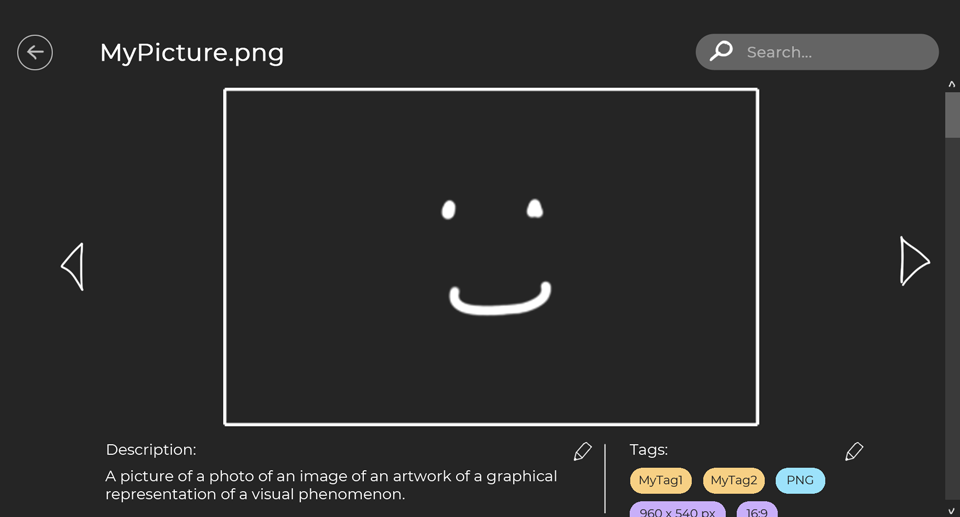 MyPicture.png
Search...
Description:
A picture of a photo of an image of an artwork of a graphical
representation of a visual phenomenon.
Tags:
MyTag1 MyTag2 PNG
960 x 540 px 16:9